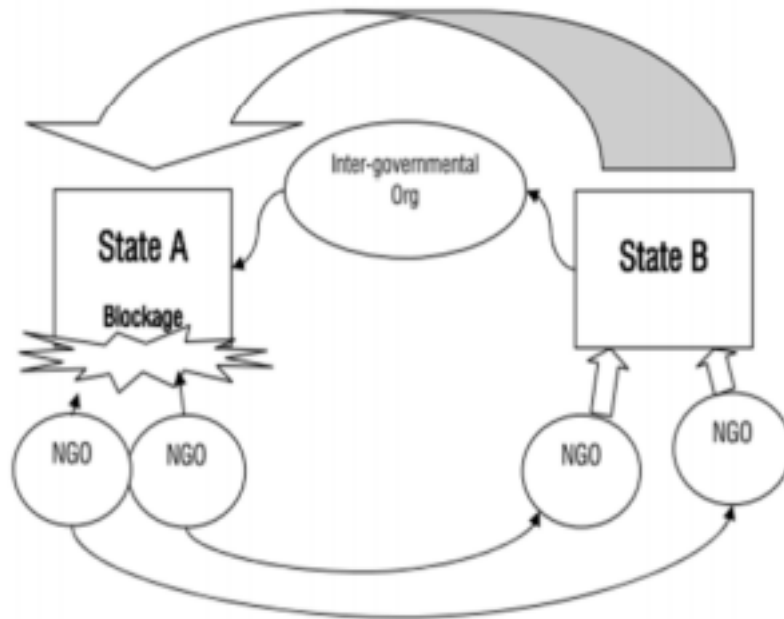 Inter-governmental
Org
State A
State B
Blockage
NGO
NGO
NGO
NGO